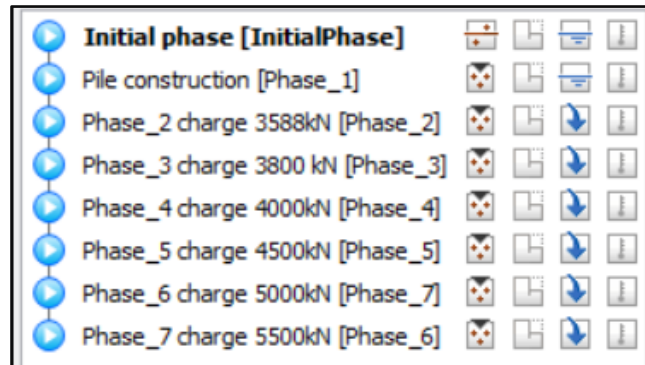 Initial phase [InitialPhase]
Pile construction [Phase_1]
Phase_2 charge 3588kN [Phase_2]
Phase_3 charge 3800 kN [Phase_3]
Phase_4 charge 4000kN [Phase_4]
Phase_5 charge 4500kN [Phase_5]
Phase_6 charge 5000kN [Phase_7]
Phase_7 charge 5500kN [Phase_6]